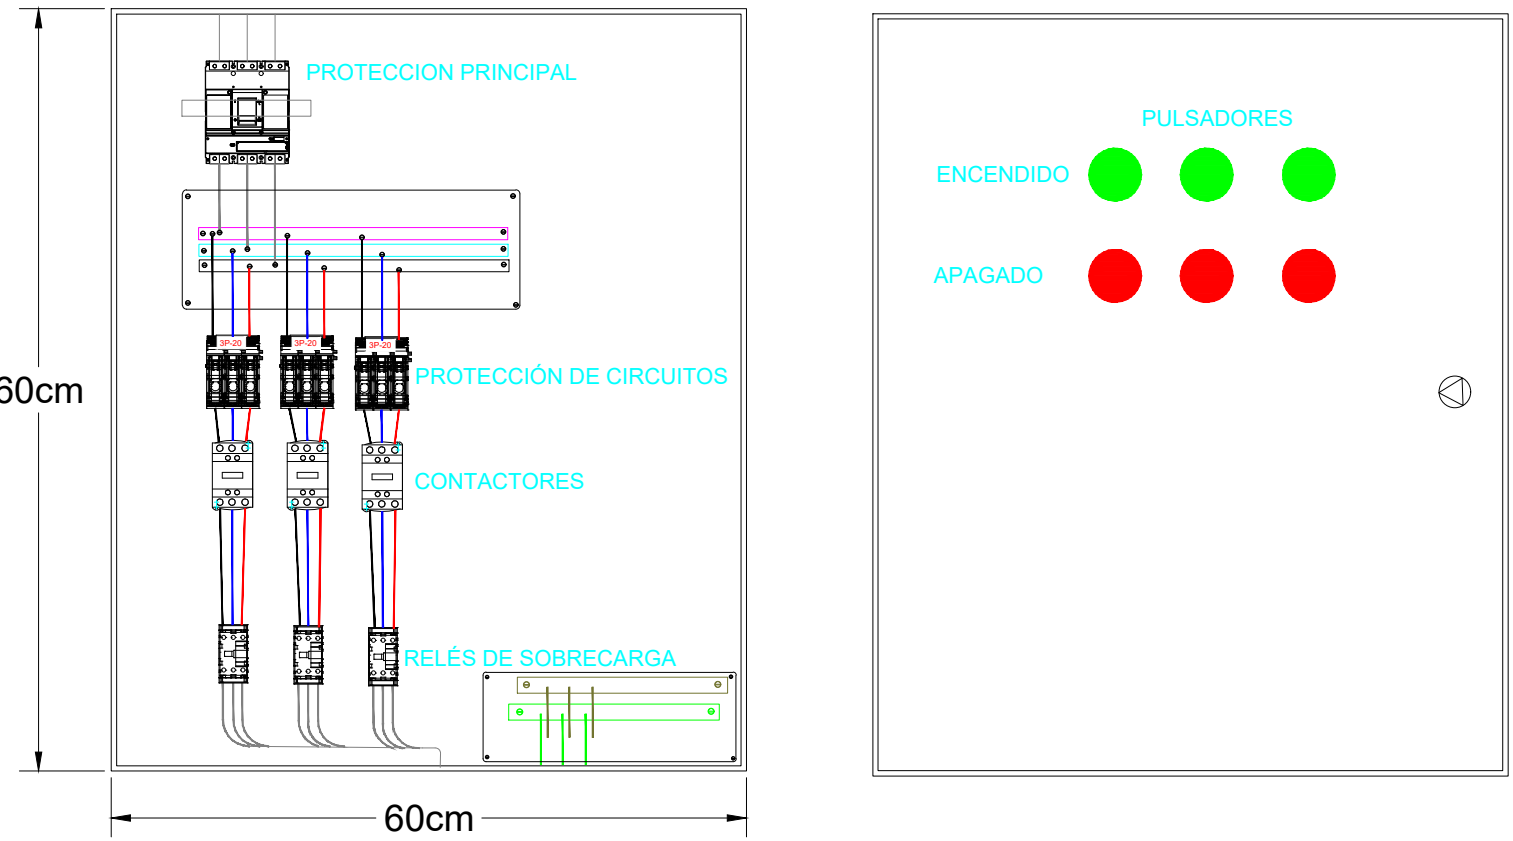 PROTECCION PRINCIPAL
3P-20 3P-20 3P-20
PROTECCIÓN DE CIRCUITOS
60cm
CONTACTORES
RELÉS DE SOBRECARGA
60cm
PULSADORES
ENCENDIDO
APAGADO